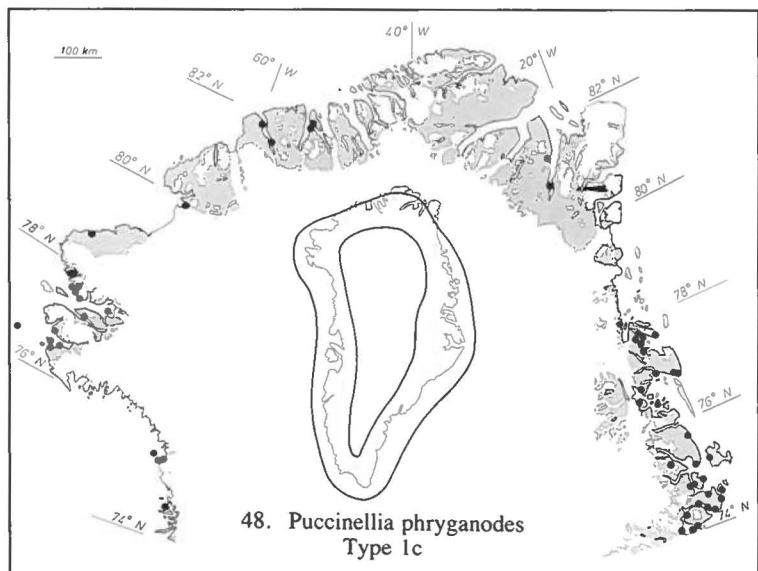 40° W
100 km
60° W
20° W
82° N
82° N
80° N
80° N
78° N
78° N
76° N
76° N
74° N
74° N
48. Puccinellia phryganodes
Type 1c